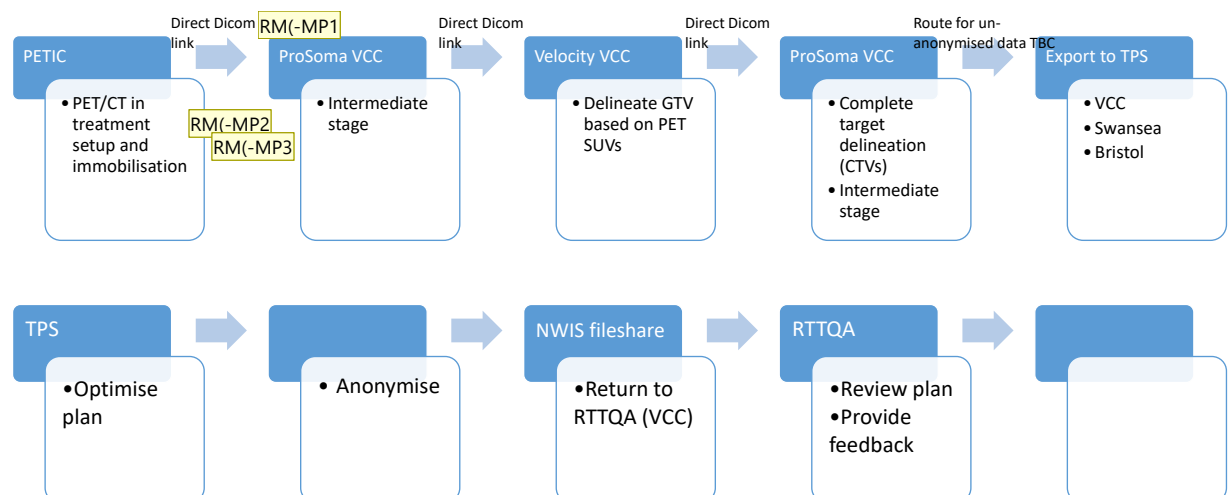 Direct Dicom
link
RM(-MP1
Direct Dicom
link
Direct Dicom
link
Route for un-
anonymised data TBC
PETIC
ProSoma VCC
Velocity VCC
ProSoma VCC
Export to TPS
•PET/CT in
treatment
setup and
immobilisation
RM(-MP2
RM(-MP3
•Intermediate
stage
•Delineate GTV
based on PET
SUVs
•Complete
target
delineation
(CTVs)
•Intermediate
stage
•VCC
•Swansea
•Bristol
TPS
•Optimise
plan
• Anonymise
NWIS fileshare
•Return to
RTTQA (VCC)
RTTQA
•Review plan
•Provide
feedback